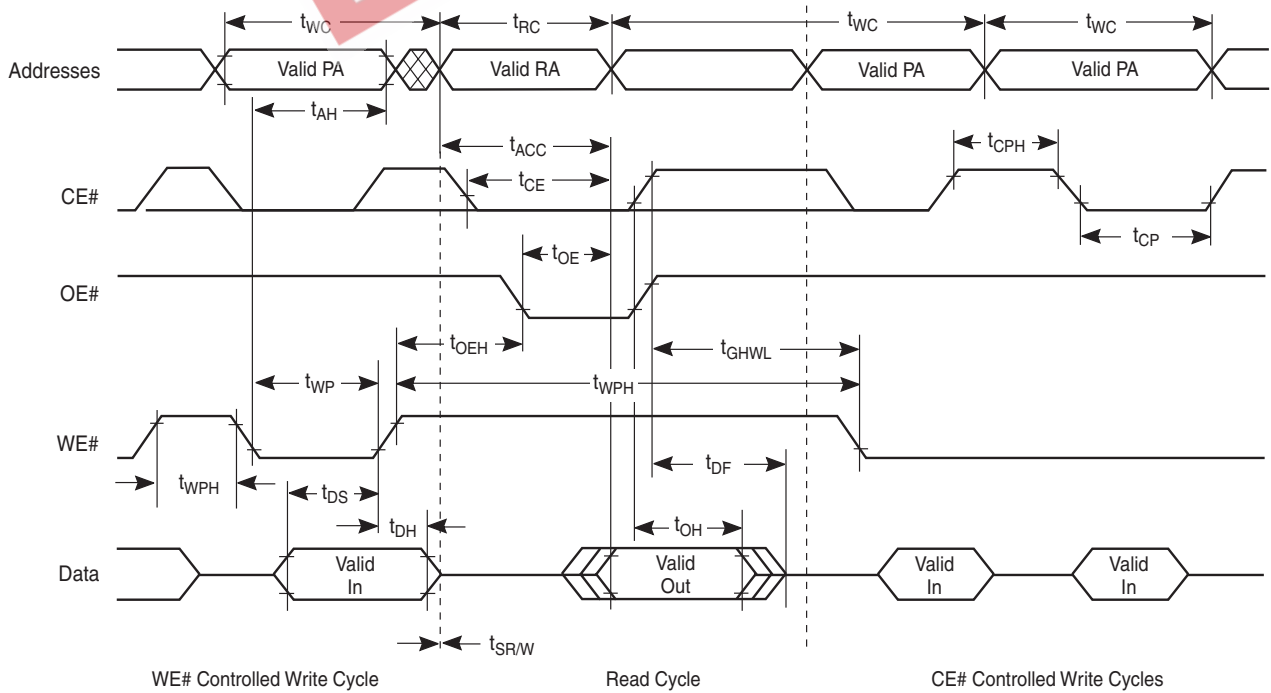 tWC tRC tWC tWC
Addresses Valid PA Valid RA Valid PA Valid PA
tAH
tACC tCPH
CE# tCE
tCP
tOE
OE#
tOEH tGHWL
tWP tWPH
WE#
tWPH tDS tDF
tDH tOH
Data Valid In Valid Out Valid In Valid In
tSR/W
WE# Controlled Write Cycle Read Cycle CE# Controlled Write Cycles